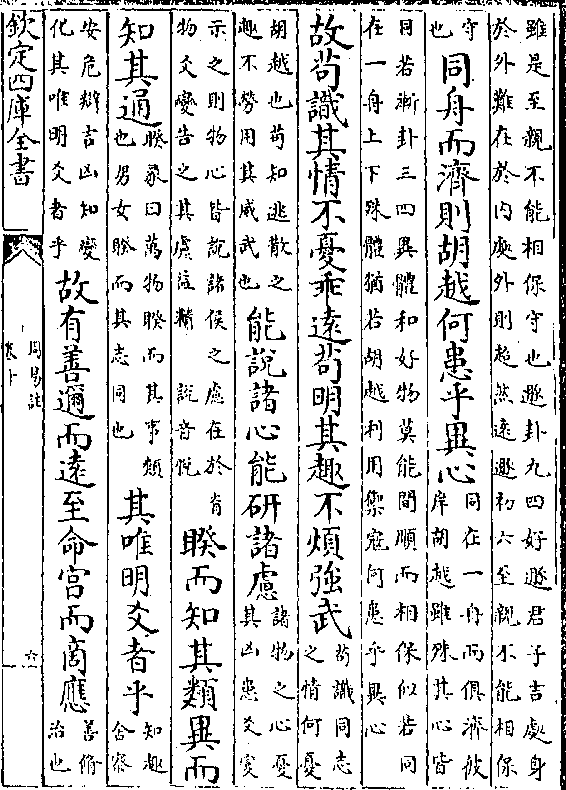 雖是至親不能相保守也遯卦九四好遯君子吉處身
於外難在於内處外則超然遠遯初六至親不能相保
守
也
同舟而濟則胡越何患乎異心
同在一舟而俱濟彼
岸胡越雖殊其心皆
同若漸卦三四異體和好物莫能間順而相保似若同
在一舟上下殊體猶若胡越利用禦寇何患乎異心
故苟識其情不憂乖遠苟明其趣不煩強武
苟識同志
之情何憂
胡越也苟知逃散之
趣不勞用其威武也
能說諸心能研諸慮
諸物之心憂
其凶患爻變
示之則物心皆說諸侯之慮在於育
物爻變告之其慮益精 說音悅
睽而知其類異而
知其通
睽彖曰萬物睽而其事類
也男女睽而其志同也
其唯明爻者乎
知趣
舍察
安危辯吉凶知變
化其唯明爻者乎
故有善邇而遠至命宮而商應
善脩
治也
欽定四庫全書
周易註
卷十
六